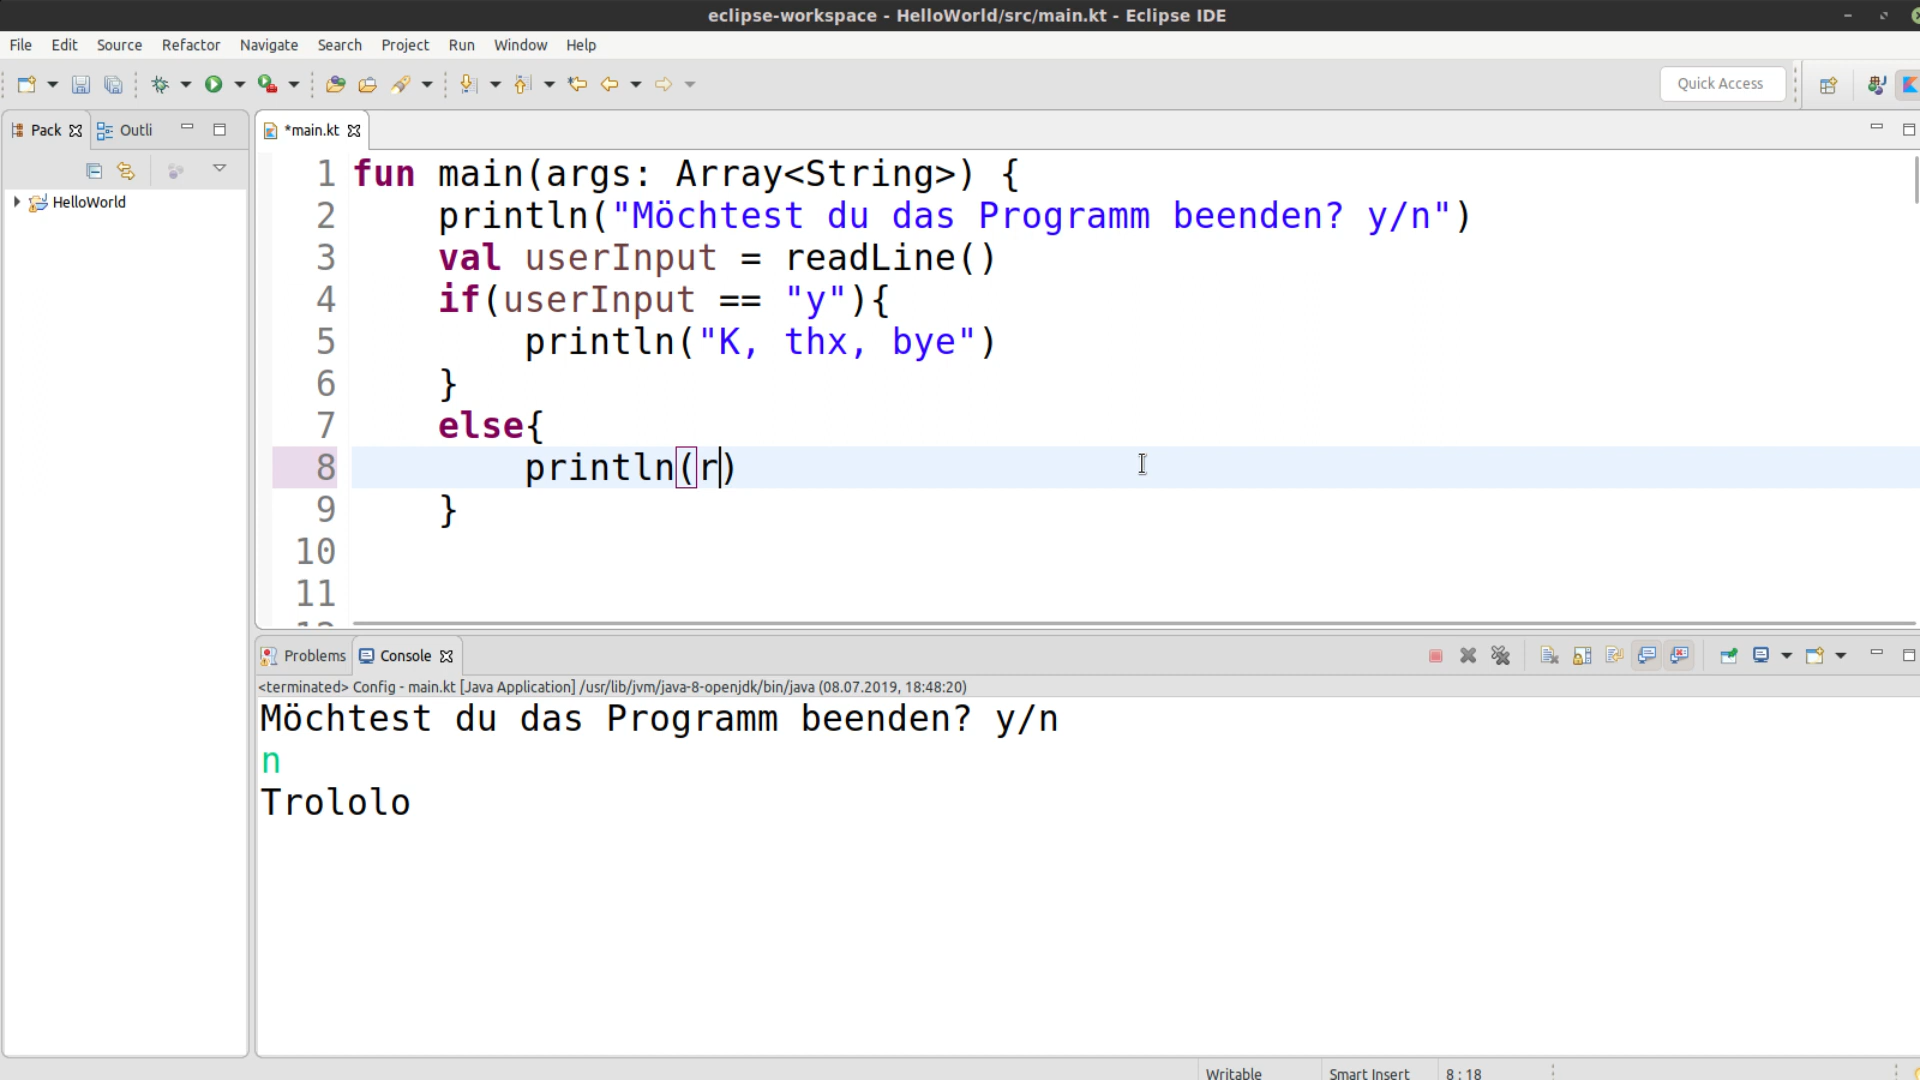 eclipse-workspace - HelloWorld/src/main.kt - Eclipse IDE
File Edit Source Refactor Navigate Search Project Run Window Help
Quick Access
Pack Outli *main.kt
HelloWorld
1 fun main(args: Array<String>) {
2 println("Möchtest du das Programm beenden? y/n")
3 val userInput = readLine()
4 if(userInput == "y"){
5 println("K, thx, bye")
6 }
7 else{
8 println(r)
9 }
10
11
Problems Console
<terminated> Config - main.kt [Java Application] /usr/lib/jvm/java-8-openjdk/bin/java (08.07.2019, 18:48:20)
Möchtest du das Programm beenden? y/n
n
Trololo
Writable Smart Insert 8 : 18